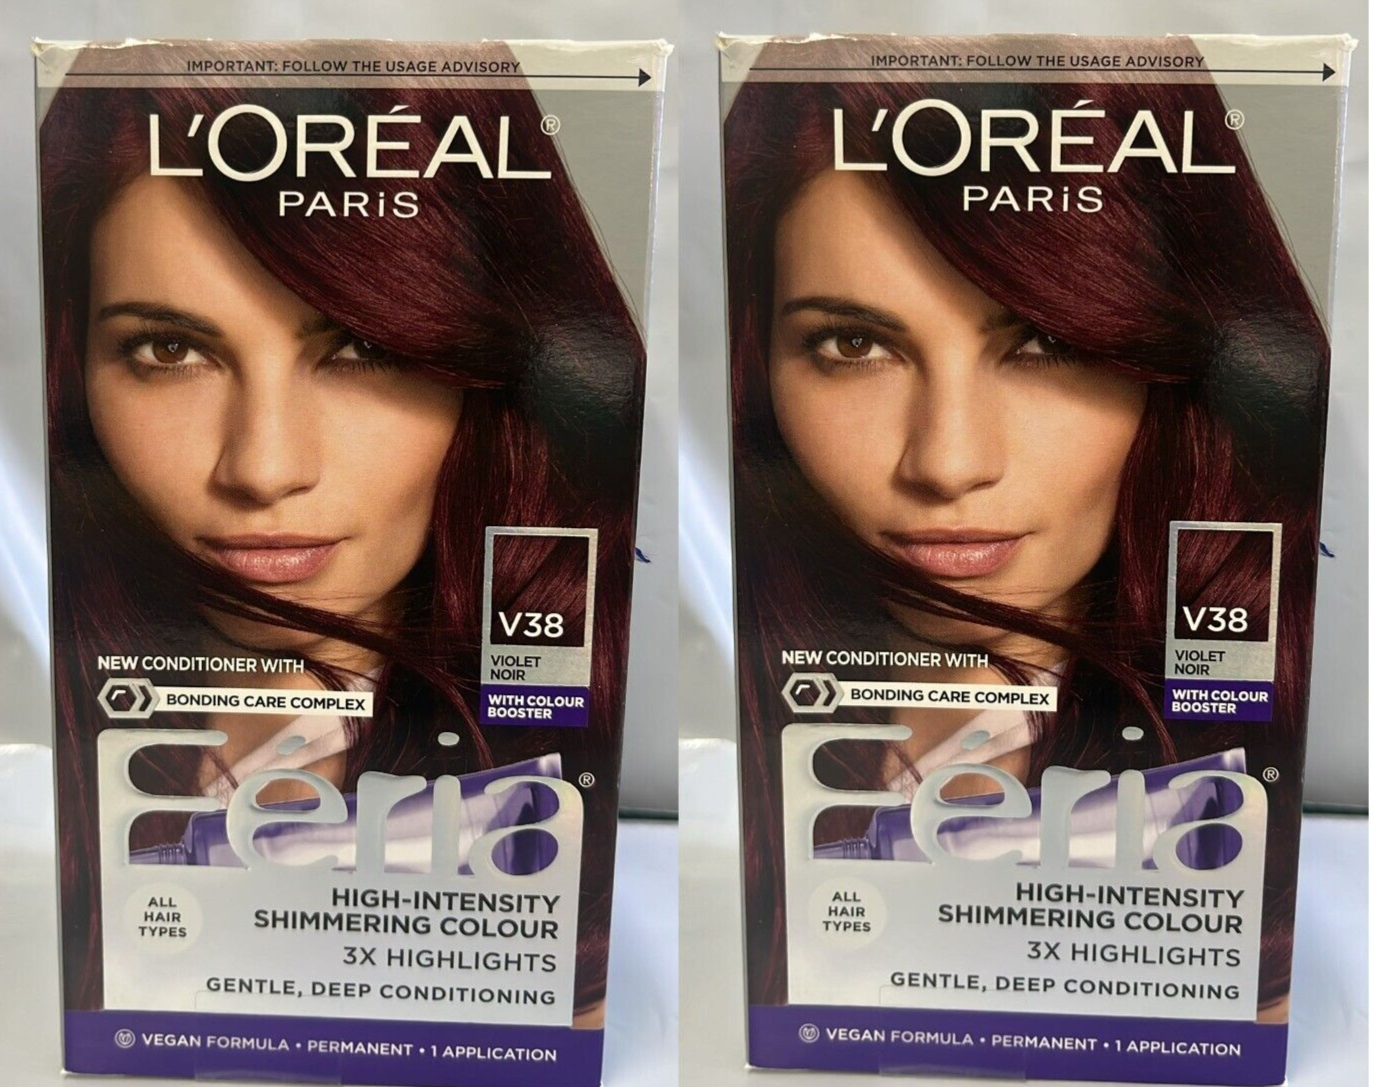 IMPORTANT: FOLLOW THE USAGE ADVISORY
L'ORÉAL®
PARiS
V38
VIOLET
NOIR
WITH COLOUR
BOOSTER
NEW CONDITIONER WITH
BONDING CARE COMPLEX
Féria®
ALL
HAIR
TYPES
HIGH-INTENSITY
SHIMMERING COLOUR
3X HIGHLIGHTS
GENTLE, DEEP CONDITIONING
VEGAN FORMULA • PERMANENT • 1 APPLICATION
IMPORTANT: FOLLOW THE USAGE ADVISORY
L'ORÉAL®
PARiS
V38
VIOLET
NOIR
WITH COLOUR
BOOSTER
NEW CONDITIONER WITH
BONDING CARE COMPLEX
Féria®
ALL
HAIR
TYPES
HIGH-INTENSITY
SHIMMERING COLOUR
3X HIGHLIGHTS
GENTLE, DEEP CONDITIONING
VEGAN FORMULA • PERMANENT • 1 APPLICATION